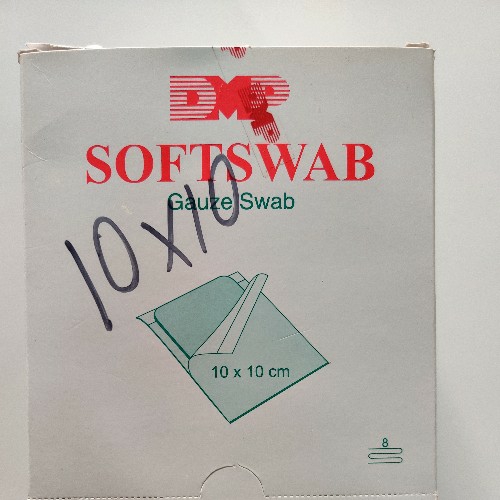 DMP
SOFTSWAB
Gauze Swab
10x10
10 x 10 cm
8